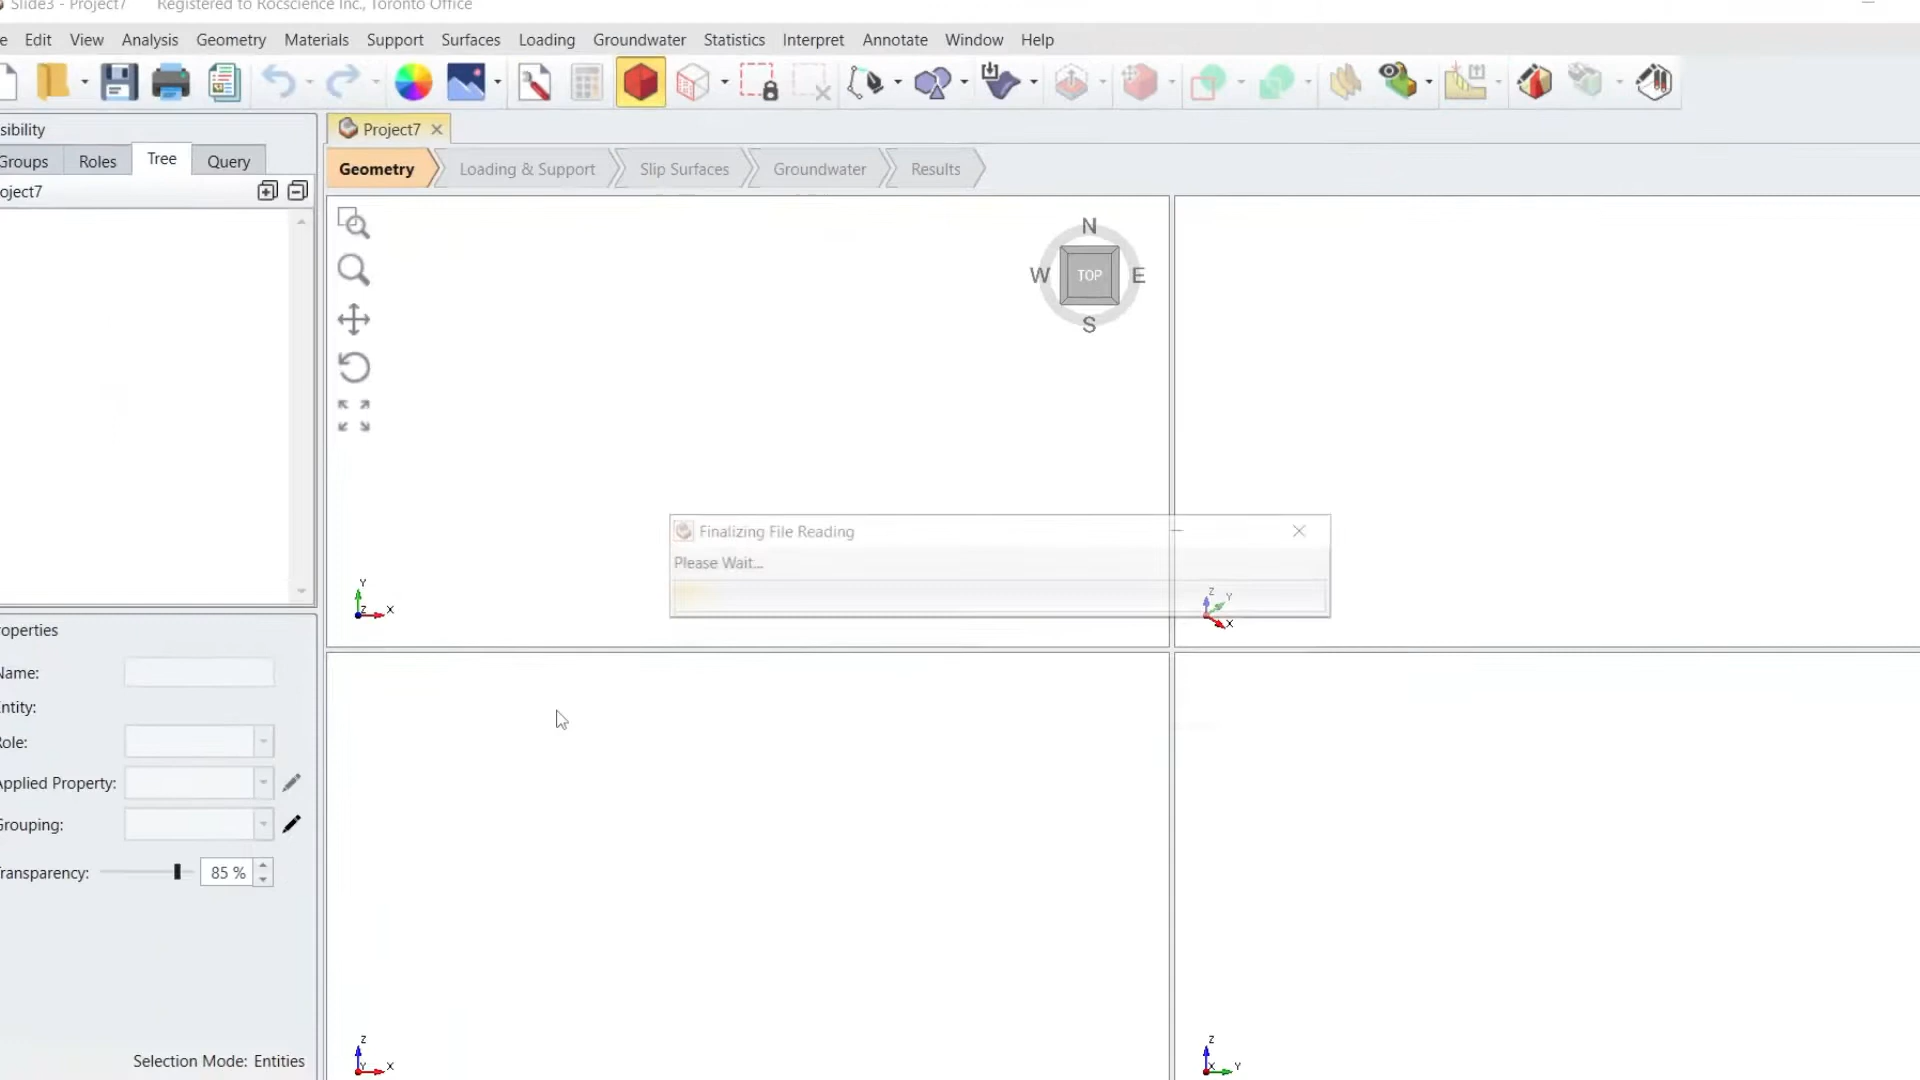 Slide3 - Project7 Registered to Rocscience Inc., Toronto Office
e Edit View Analysis Geometry Materials Support Surfaces Loading Groundwater Statistics Interpret Annotate Window Help
sibility
Project7
Groups Roles Tree Query
Geometry Loading & Support Slip Surfaces Groundwater Results
oject7
N
W TOP E
S
Finalizing File Reading
Please Wait...
Y
Z X
Z Y
X
operties
Name:
ntity:
Role:
Applied Property:
Grouping:
ransparency: 85 %
Selection Mode: Entities
Z
Y X
Z
X Y